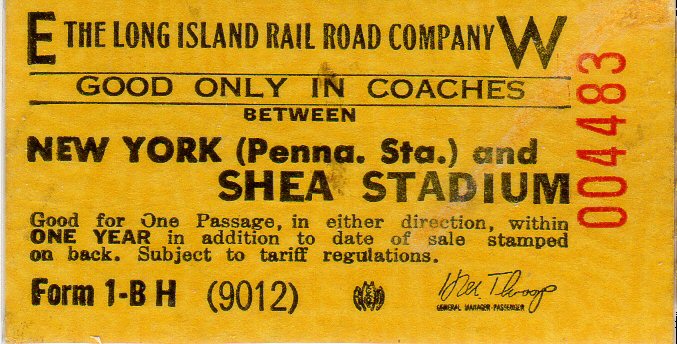 E THE LONG ISLAND RAIL ROAD COMPANY W
GOOD ONLY IN COACHES
BETWEEN
NEW YORK (Penna. Sta.) and
SHEA STADIUM
Good for One Passage, in either direction, within
ONE YEAR in addition to date of sale stamped
on back. Subject to tariff regulations.
Form 1-B H (9012)
GENERAL MANAGER-PASSENGER
004483